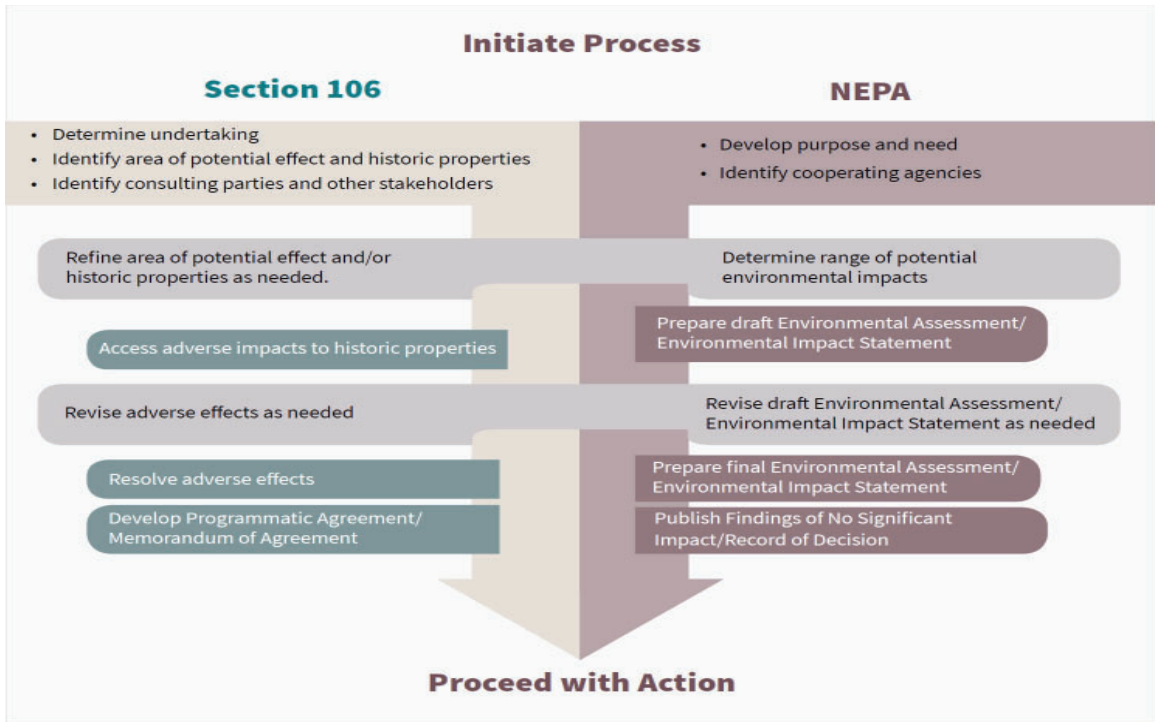 Initiate Process
Section 106
NEPA
• Determine undertaking
• Identify area of potential effect and historic properties
• Identify consulting parties and other stakeholders
• Develop purpose and need
• Identify cooperating agencies
Refine area of potential effect and/or
historic properties as needed.
Determine range of potential
environmental impacts
Access adverse impacts to historic properties
Prepare draft Environmental Assessment/
Environmental Impact Statement
Revise adverse effects as needed
Revise draft Environmental Assessment/
Environmental Impact Statement as needed
Resolve adverse effects
Prepare final Environmental Assessment/
Environmental Impact Statement
Develop Programmatic Agreement/
Memorandum of Agreement
Publish Findings of No Significant
Impact/Record of Decision
Proceed with Action